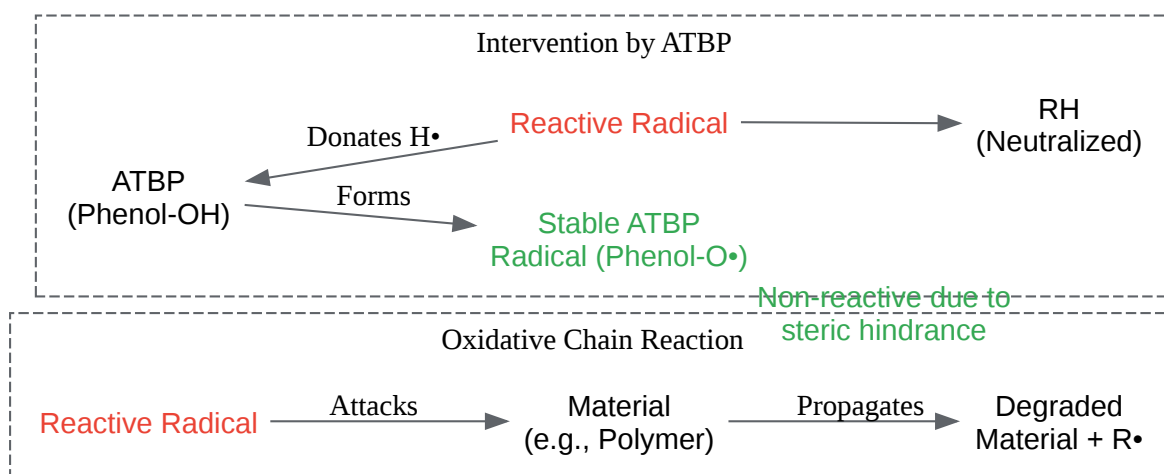 Intervention by ATBP
Reactive Radical
RH
(Neutralized)
Donates H•
ATBP
(Phenol-OH)
Forms
Stable ATBP
Radical (Phenol-O•)
Non-reactive due to
steric hindrance
Oxidative Chain Reaction
Reactive Radical
Attacks
Material
(e.g., Polymer)
Propagates
Degraded
Material + R•